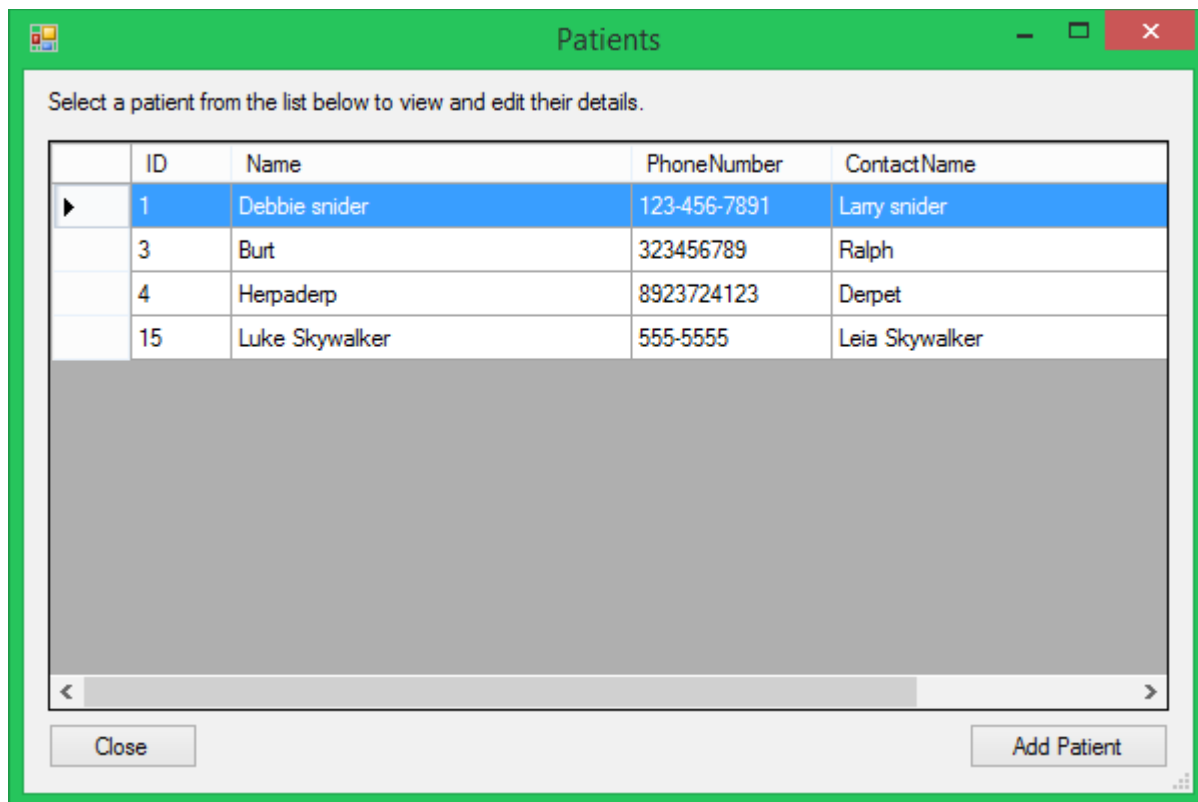 Patients
Select a patient from the list below to view and edit their details.
ID Name PhoneNumber ContactName
1 Debbie snider 123-456-7891 Larry snider
3 Burt 323456789 Ralph
4 Herpaderp 8923724123 Derpet
15 Luke Skywalker 555-5555 Leia Skywalker
Close Add Patient